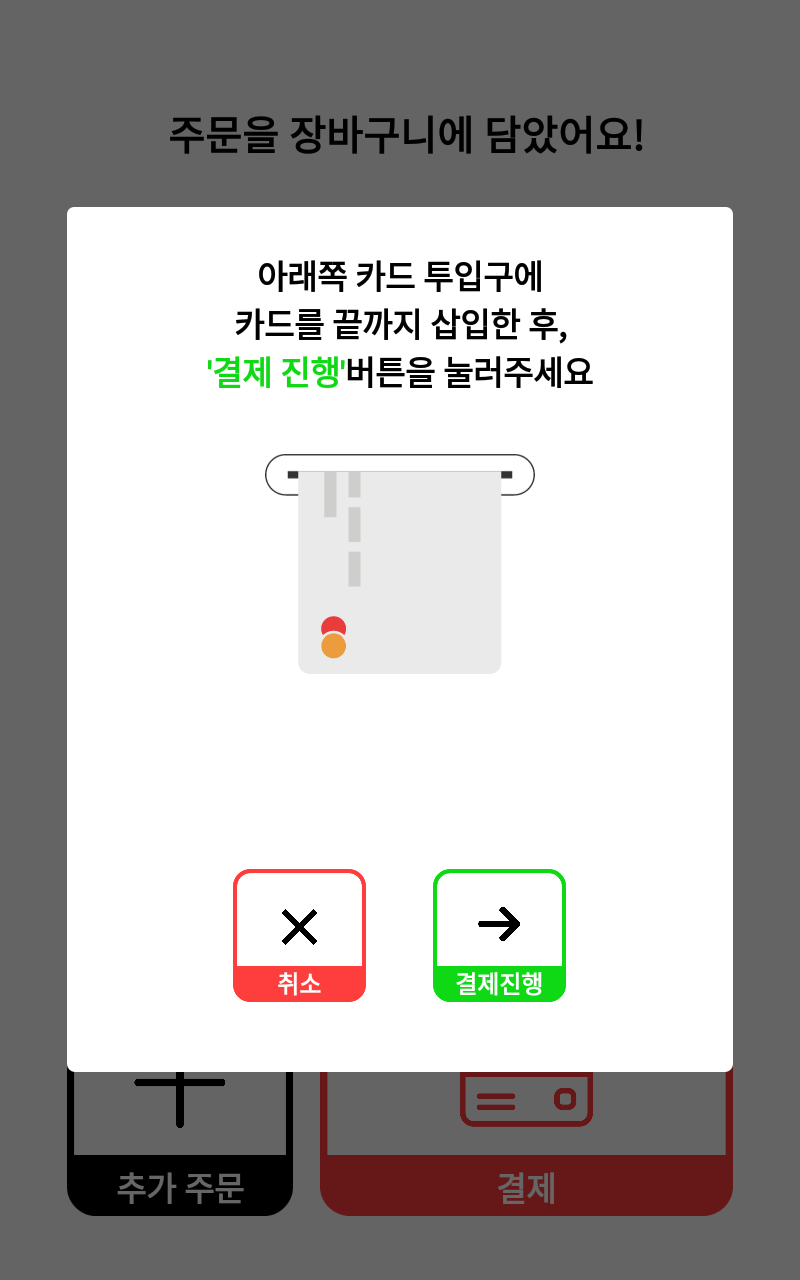 주문을 장바구니에 담았어요!
아래쪽 카드 투입구에
카드를 끝까지 삽입한 후,
'결제 진행'버튼을 눌러주세요
취소
결제진행
추가 주문
결제